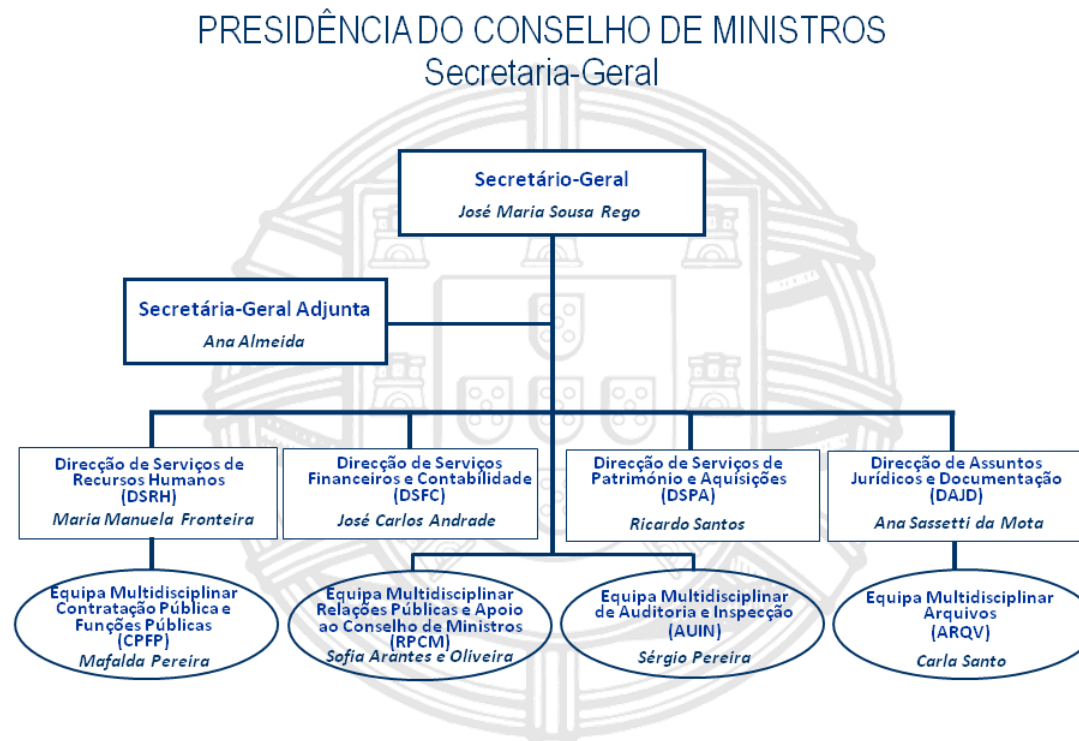 PRESIDÊNCIA DO CONSELHO DE MINISTROS
Secretaria-Geral
Secretário-Geral
José Maria Sousa Rego
Secretária-Geral Adjunta
Ana Almeida
Direcção de Serviços de
Recursos Humanos
(DSRH)
Maria Manuela Fronteira
Direcção de Serviços
Financeiros e Contabilidade
(DSFC)
José Carlos Andrade
Direcção de Serviços de
Património e Aquisições
(DSPA)
Ricardo Santos
Direcção de Assuntos
Jurídicos e Documentação
(DAJD)
Ana Sassetti da Mota
Equipa Multidisciplinar
Contratação Pública e
Funções Públicas
(CPFP)
Mafalda Pereira
Equipa Multidisciplinar
Relações Públicas e Apoio
ao Conselho de Ministros
(RPCM)
Sofia Arantes e Oliveira
Equipa Multidisciplinar
de Auditoria e Inspecção
(AUIN)
Sérgio Pereira
Equipa Multidisciplinar
Arquivos
(ARQV)
Carla Santo